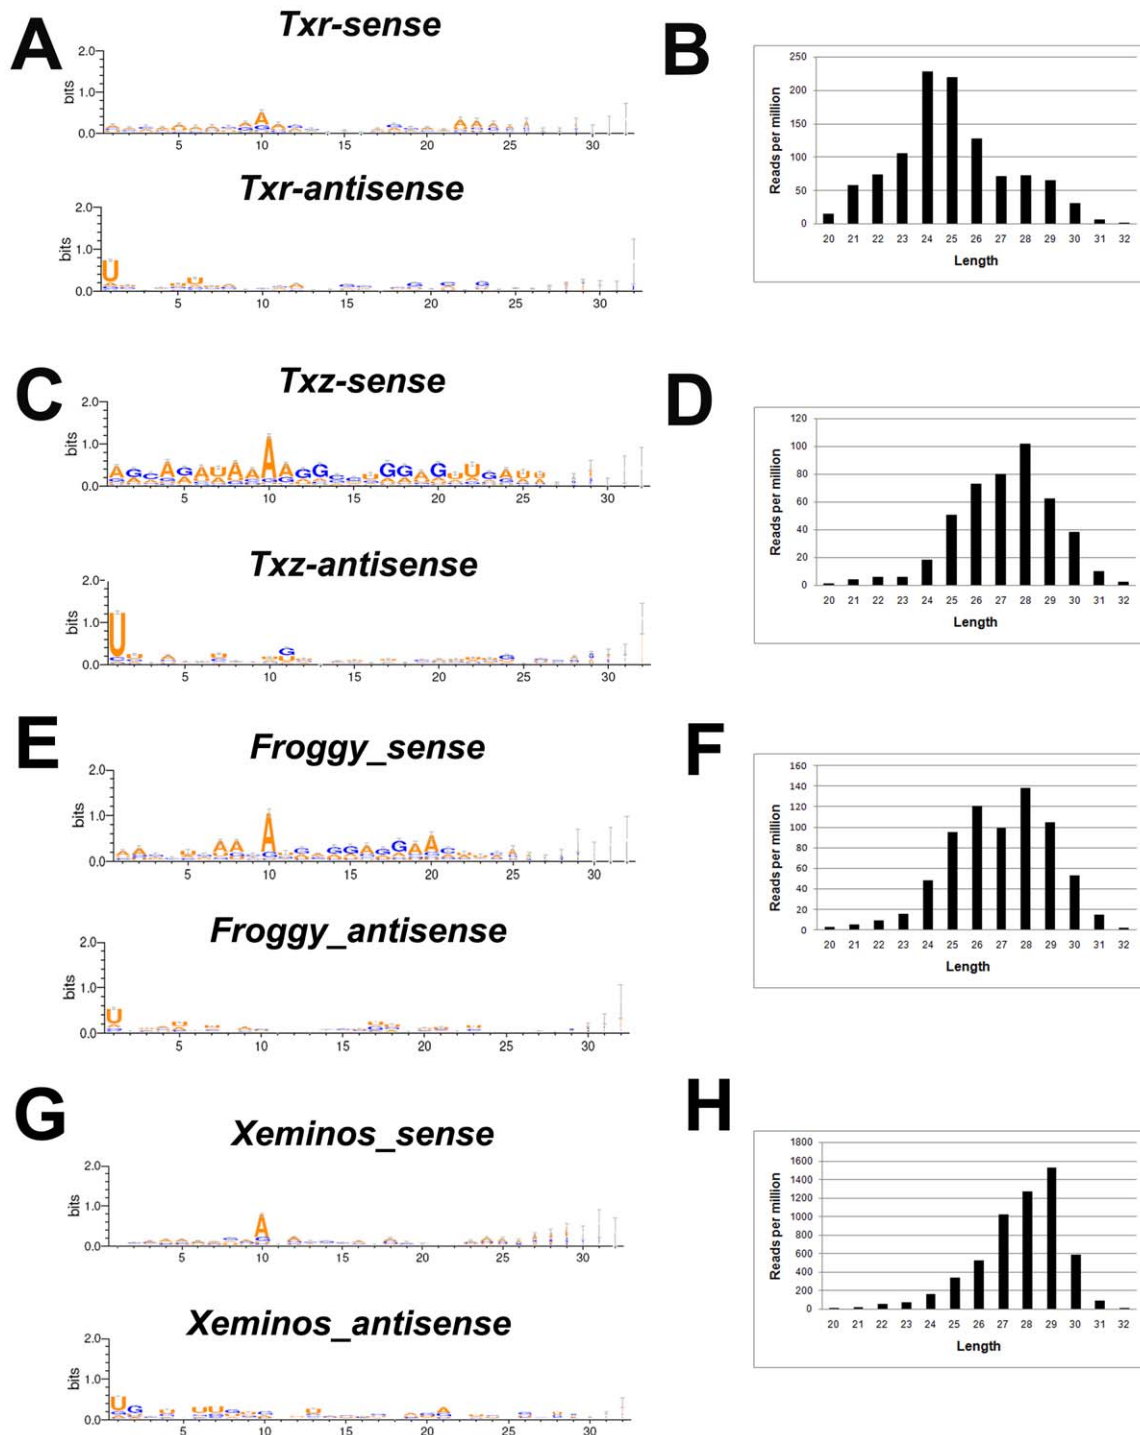 A
Txr-sense
2.0
bits
1.0
0.0
5 10 15 20 25 30
Txr-antisense
2.0
bits
1.0
0.0
5 10 15 20 25 30
B
250
200
150
100
50
0
Reads per million
20 21 22 23 24 25 26 27 28 29 30 31 32
Length
C
Txz-sense
2.0
bits
1.0
0.0
5 10 15 20 25 30
Txz-antisense
2.0
bits
1.0
0.0
5 10 15 20 25 30
D
120
100
80
60
40
20
0
Reads per million
20 21 22 23 24 25 26 27 28 29 30 31 32
Length
E
Froggy_sense
2.0
bits
1.0
0.0
5 10 15 20 25 30
Froggy_antisense
2.0
bits
1.0
0.0
5 10 15 20 25 30
F
160
140
120
100
80
60
40
20
0
Reads per million
20 21 22 23 24 25 26 27 28 29 30 31 32
Length
G
Xeminos_sense
2.0
bits
1.0
0.0
5 10 15 20 25 30
Xeminos_antisense
2.0
bits
1.0
0.0
5 10 15 20 25 30
H
1800
1600
1400
1200
1000
800
600
400
200
0
Reads per million
20 21 22 23 24 25 26 27 28 29 30 31 32
Length